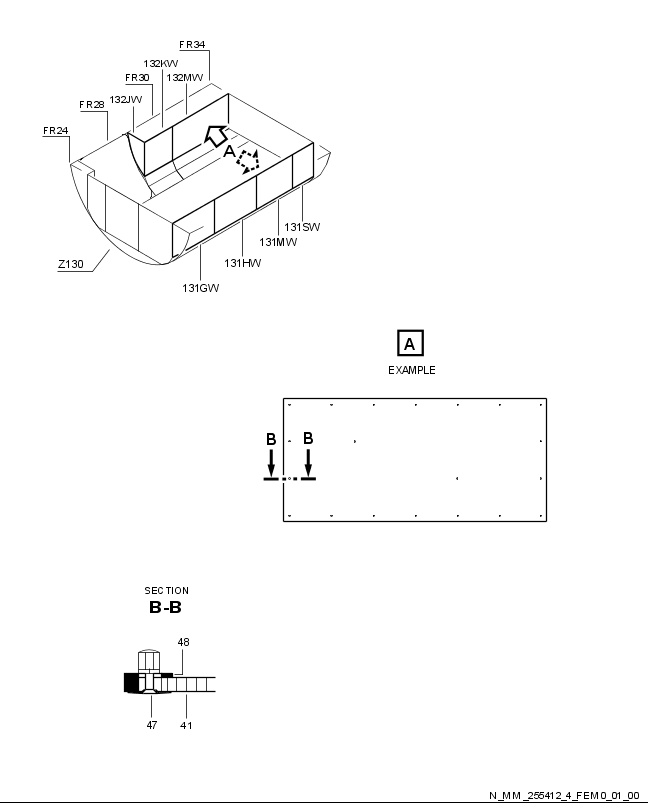 FR34
132KW
FR30
132MW
132JW
FR28
FR24
A
131SW
131MW
131HW
Z130
131GW
A
EXAMPLE
B B
SECTION
B-B
48
47 41
N_MM_255412_4_FEM0_01_00